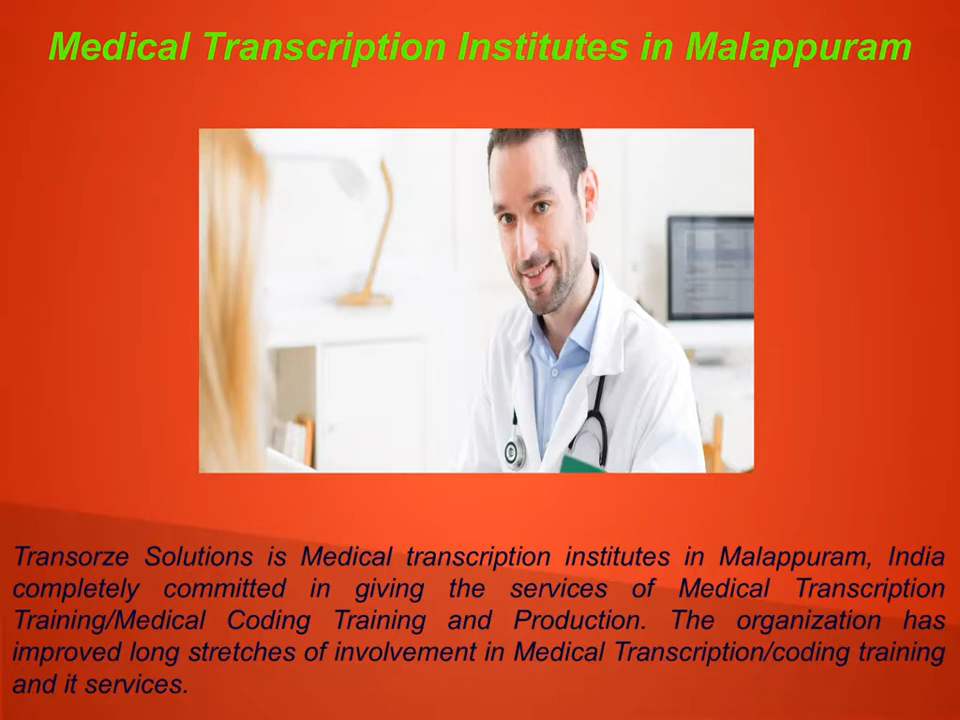 Medical Transcription Institutes in Malappuram
Transorze Solutions is Medical transcription institutes in Malappuram, India
completely committed in giving the services of Medical Transcription
Training/Medical Coding Training and Production. The organization has
improved long stretches of involvement in Medical Transcription/coding training
and it services.